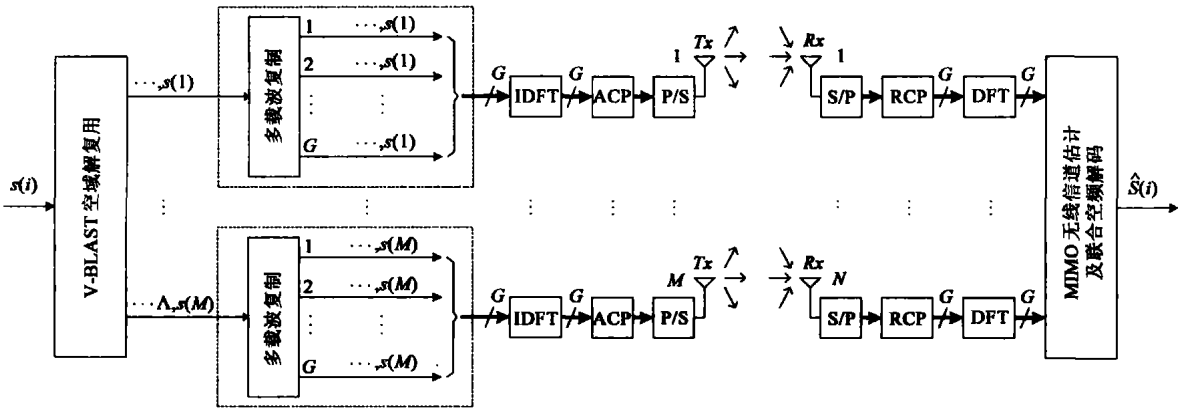 s(i)
V-BLAST 空域解复用
⋯,s(1)
多载波复制
1 ⋯,s(1)
2 ⋯,s(1)
⋮ ⋮
G ⋯,s(1)
G
IDFT
G
ACP
P/S
1 Tx
Rx 1
S/P
RCP
G
DFT
G
⋮ ⋮ ⋮ ⋮ ⋮ ⋮ ⋮ ⋮
⋯Λ,s(M)
多载波复制
1 ⋯,s(M)
2 ⋯,s(M)
⋮ ⋮
G ⋯,s(M)
G
IDFT
G
ACP
P/S
M Tx
Rx N
S/P
RCP
G
DFT
G
MIMO 无线信道估计
及联合空频解码
Ŝ(i)